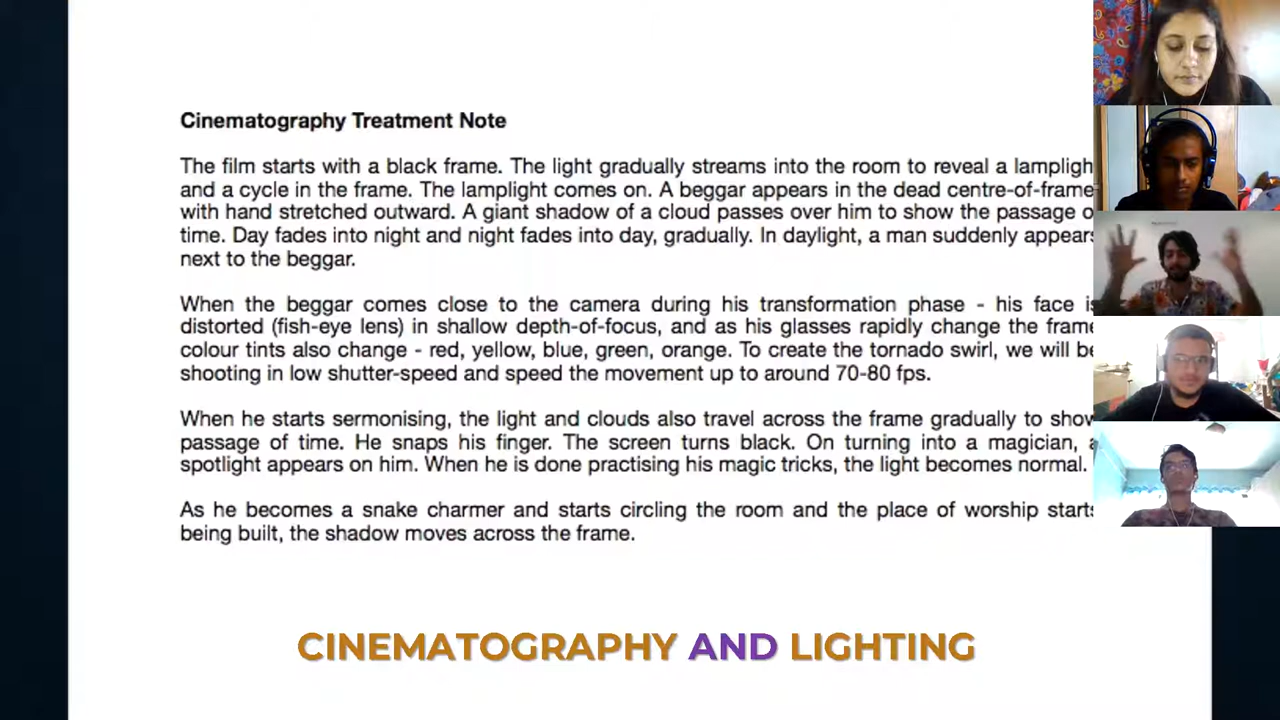 Cinematography Treatment Note
The film starts with a black frame. The light gradually streams into the room to reveal a lampligh
and a cycle in the frame. The lamplight comes on. A beggar appears in the dead centre-of-frame
with hand stretched outward. A giant shadow of a cloud passes over him to show the passage o
time. Day fades into night and night fades into day, gradually. In daylight, a man suddenly appears
next to the beggar.
When the beggar comes close to the camera during his transformation phase - his face is
distorted (fish-eye lens) in shallow depth-of-focus, and as his glasses rapidly change the frame
colour tints also change - red, yellow, blue, green, orange. To create the tornado swirl, we will be
shooting in low shutter-speed and speed the movement up to around 70-80 fps.
When he starts sermonising, the light and clouds also travel across the frame gradually to show
passage of time. He snaps his finger. The screen turns black. On turning into a magician, a
spotlight appears on him. When he is done practising his magic tricks, the light becomes normal.
As he becomes a snake charmer and starts circling the room and the place of worship starts
being built, the shadow moves across the frame.
CINEMATOGRAPHY AND LIGHTING